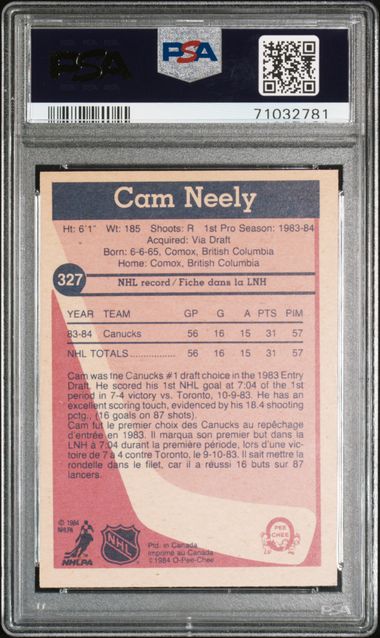 PSA
PSA
71032781
Cam Neely
Ht: 6'1" Wt: 185 Shoots: R 1st Pro Season: 1983-84
Acquired: Via Draft
Born: 6-6-65, Comox, British Columbia
Home: Comox, British Columbia
327
NHL record/Fiche dans la LNH
YEAR TEAM GP G A PTS PIM
83-84 Canucks 56 16 15 31 57
NHL TOTALS................ 56 16 15 31 57
Cam was the Canucks #1 draft choice in the 1983 Entry
Draft. He scored his 1st NHL goal at 7:04 of the 1st
period in 7-4 victory vs. Toronto, 10-9-83. He has an
excellent scoring touch, evidenced by his 18.4 shooting
pctg., (16 goals on 87 shots).
Cam fut le premier choix des Canucks au repêchage
d'entrée en 1983. Il marqua son premier but dans la
LNH à 7:04 durant la première période, lors d'une vic-
toire de 7 à 4 contre Toronto, le 9-10-83. Il sait mettre la
rondelle dans le filet, car il a réussi 16 buts sur 87
lancers.
© 1984
NHLPA
NHLPA
NHL
Ptd. in Canada
Imprimé au Canada
© 1984 O-Pee-Chee
O
PEE
CHEE